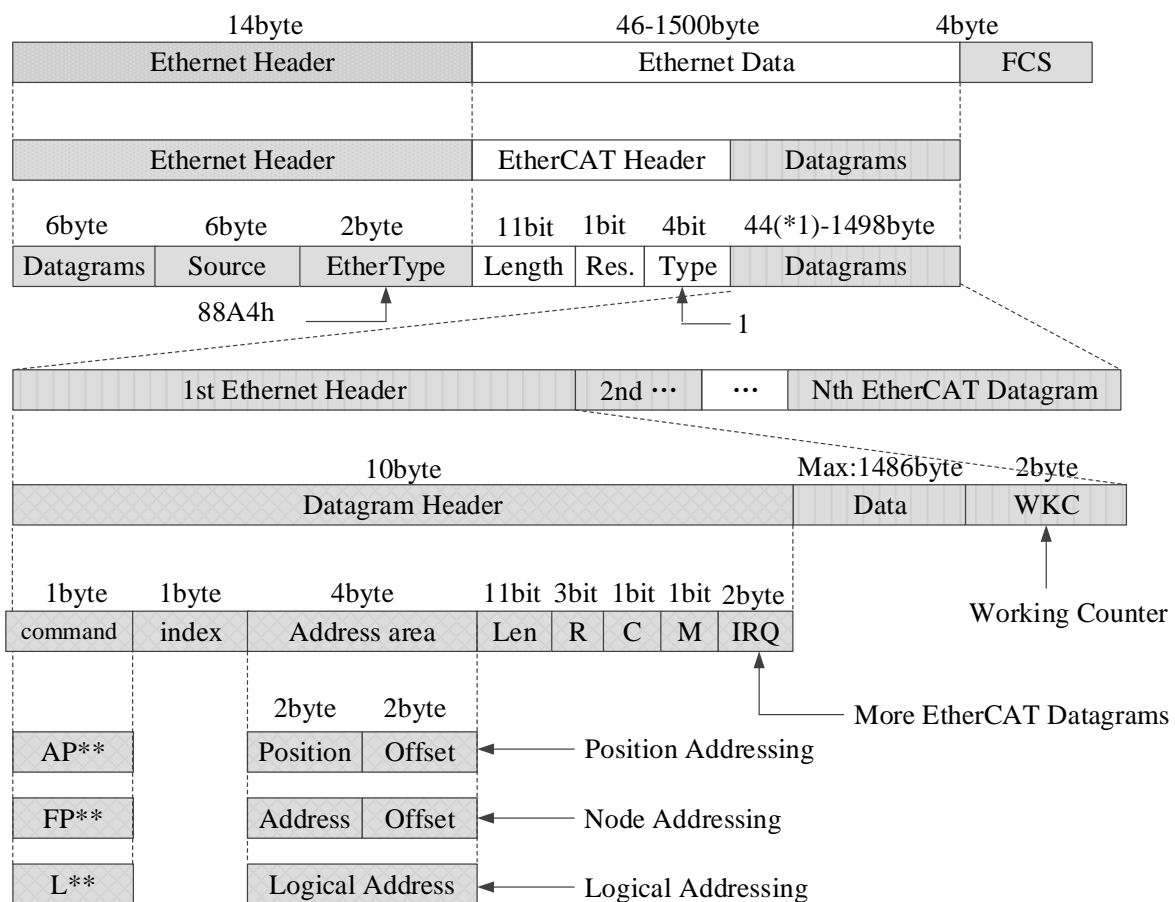 14byte 46-1500byte 4byte
Ethernet Header Ethernet Data FCS
Ethernet Header EtherCAT Header Datagrams
6byte 6byte 2byte 11bit 1bit 4bit 44(*1)-1498byte
Datagrams Source EtherType Length Res. Type Datagrams
88A4h 1
1st Ethernet Header 2nd ··· ··· Nth EtherCAT Datagram
10byte Max:1486byte 2byte
Datagram Header Data WKC
1byte 1byte 4byte 11bit 3bit 1bit 1bit 2byte
Working Counter
command index Address area Len R C M IRQ
2byte 2byte
More EtherCAT Datagrams
AP** Position Offset Position Addressing
FP** Address Offset Node Addressing
L** Logical Address Logical Addressing